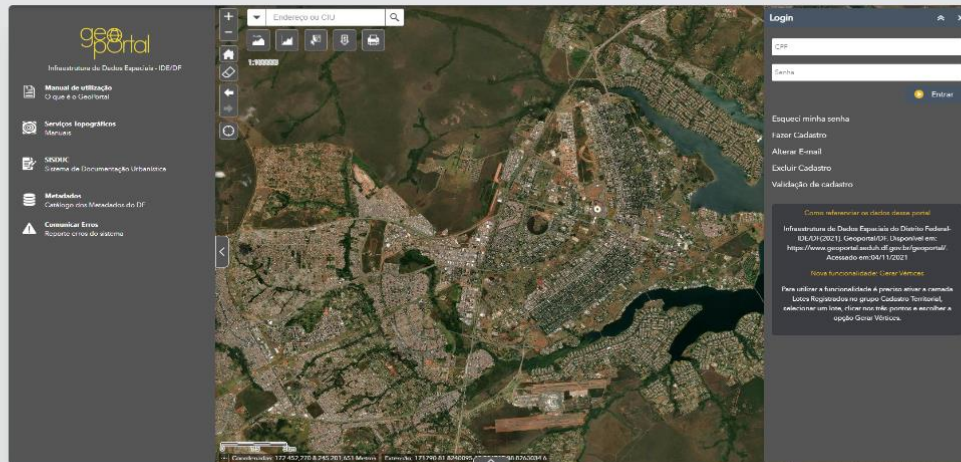 geo
portal
Infraestrutura de Dados Espaciais - IDE/DF
Manual de utilização
O que é o GeoPortal
Serviços Topográficos
Manuais
SISDUC
Sistema de Documentação Urbanística
Metadados
Catálogo dos Metadados do DF
Comunicar Erros
Reporte erros do sistema
Endereço ou CIU
Login
CPF
Senha
Entrar
Esqueci minha senha
Fazer Cadastro
Alterar E-mail
Excluir Cadastro
Validação de cadastro
Como referenciar os dados desse portal
Infraestrutura de Dados Espaciais do Distrito Federal-
IDE/DF(2021). Geoportal/DF. Disponível em:
https://www.geoportal.seduh.df.gov.br/geoportal/.
Acessado em:04/11/2021
Nova funcionalidade: Gerar Vértices
Para utilizar a funcionalidade é preciso ativar a camada
Lotes Registrados no grupo Cadastro Territorial,
selecionar um lote, clicar nos três pontos e escolher a
opção Gerar Vértices.